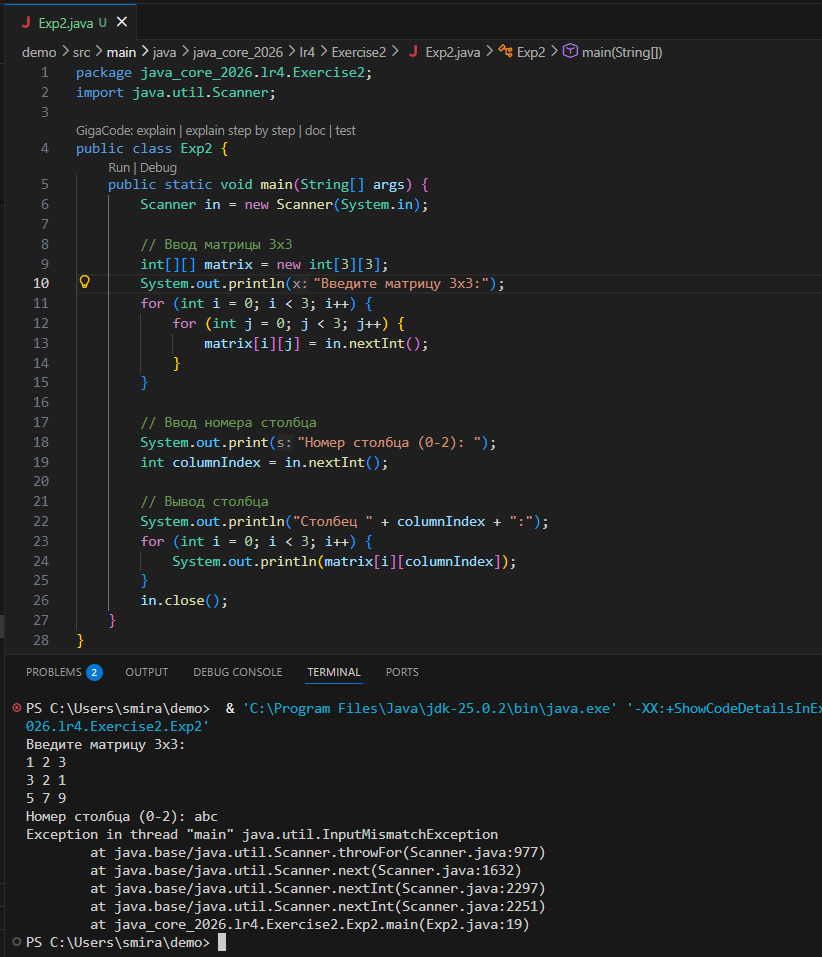 J Exp2.java U ×
demo > src > main > java > java_core_2026 > lr4 > Exercise2 > J Exp2.java > Exp2 > main(String[])
1 package java_core_2026.lr4.Exercise2;
2 import java.util.Scanner;
3
GigaCode: explain | explain step by step | doc | test
4 public class Exp2 {
Run | Debug
5 public static void main(String[] args) {
6 Scanner in = new Scanner(System.in);
7
8 // Ввод матрицы 3x3
9 int[][] matrix = new int[3][3];
10 System.out.println(x: "Введите матрицу 3x3:");
11 for (int i = 0; i < 3; i++) {
12 for (int j = 0; j < 3; j++) {
13 matrix[i][j] = in.nextInt();
14 }
15 }
16
17 // Ввод номера столбца
18 System.out.print(s: "Номер столбца (0-2): ");
19 int columnIndex = in.nextInt();
20
21 // Вывод столбца
22 System.out.println("Столбец " + columnIndex + ":");
23 for (int i = 0; i < 3; i++) {
24 System.out.println(matrix[i][columnIndex]);
25 }
26 in.close();
27 }
28 }
PROBLEMS 2 OUTPUT DEBUG CONSOLE TERMINAL PORTS
PS C:\Users\smira\demo> & 'C:\Program Files\Java\jdk-25.0.2\bin\java.exe' '-XX:+ShowCodeDetailsInEx
026.lr4.Exercise2.Exp2'
Введите матрицу 3x3:
1 2 3
3 2 1
5 7 9
Номер столбца (0-2): abc
Exception in thread "main" java.util.InputMismatchException
at java.base/java.util.Scanner.throwFor(Scanner.java:977)
at java.base/java.util.Scanner.next(Scanner.java:1632)
at java.base/java.util.Scanner.nextInt(Scanner.java:2297)
at java.base/java.util.Scanner.nextInt(Scanner.java:2251)
at java_core_2026.lr4.Exercise2.Exp2.main(Exp2.java:19)
PS C:\Users\smira\demo>